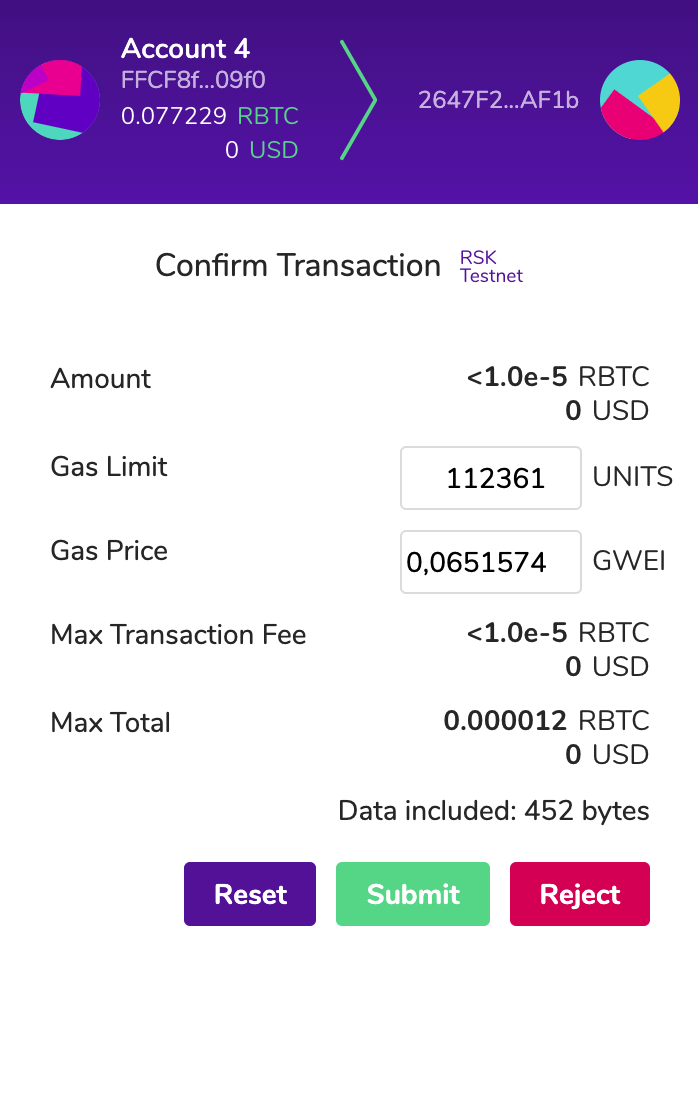 Account 4
FFCF8f...09f0
0.077229 RBTC
0 USD
2647F2...AF1b
Confirm Transaction
RSK
Testnet
Amount
<1.0e-5 RBTC
0 USD
Gas Limit
112361 UNITS
Gas Price
0,0651574 GWEI
Max Transaction Fee
<1.0e-5 RBTC
0 USD
Max Total
0.000012 RBTC
0 USD
Data included: 452 bytes
Reset Submit Reject